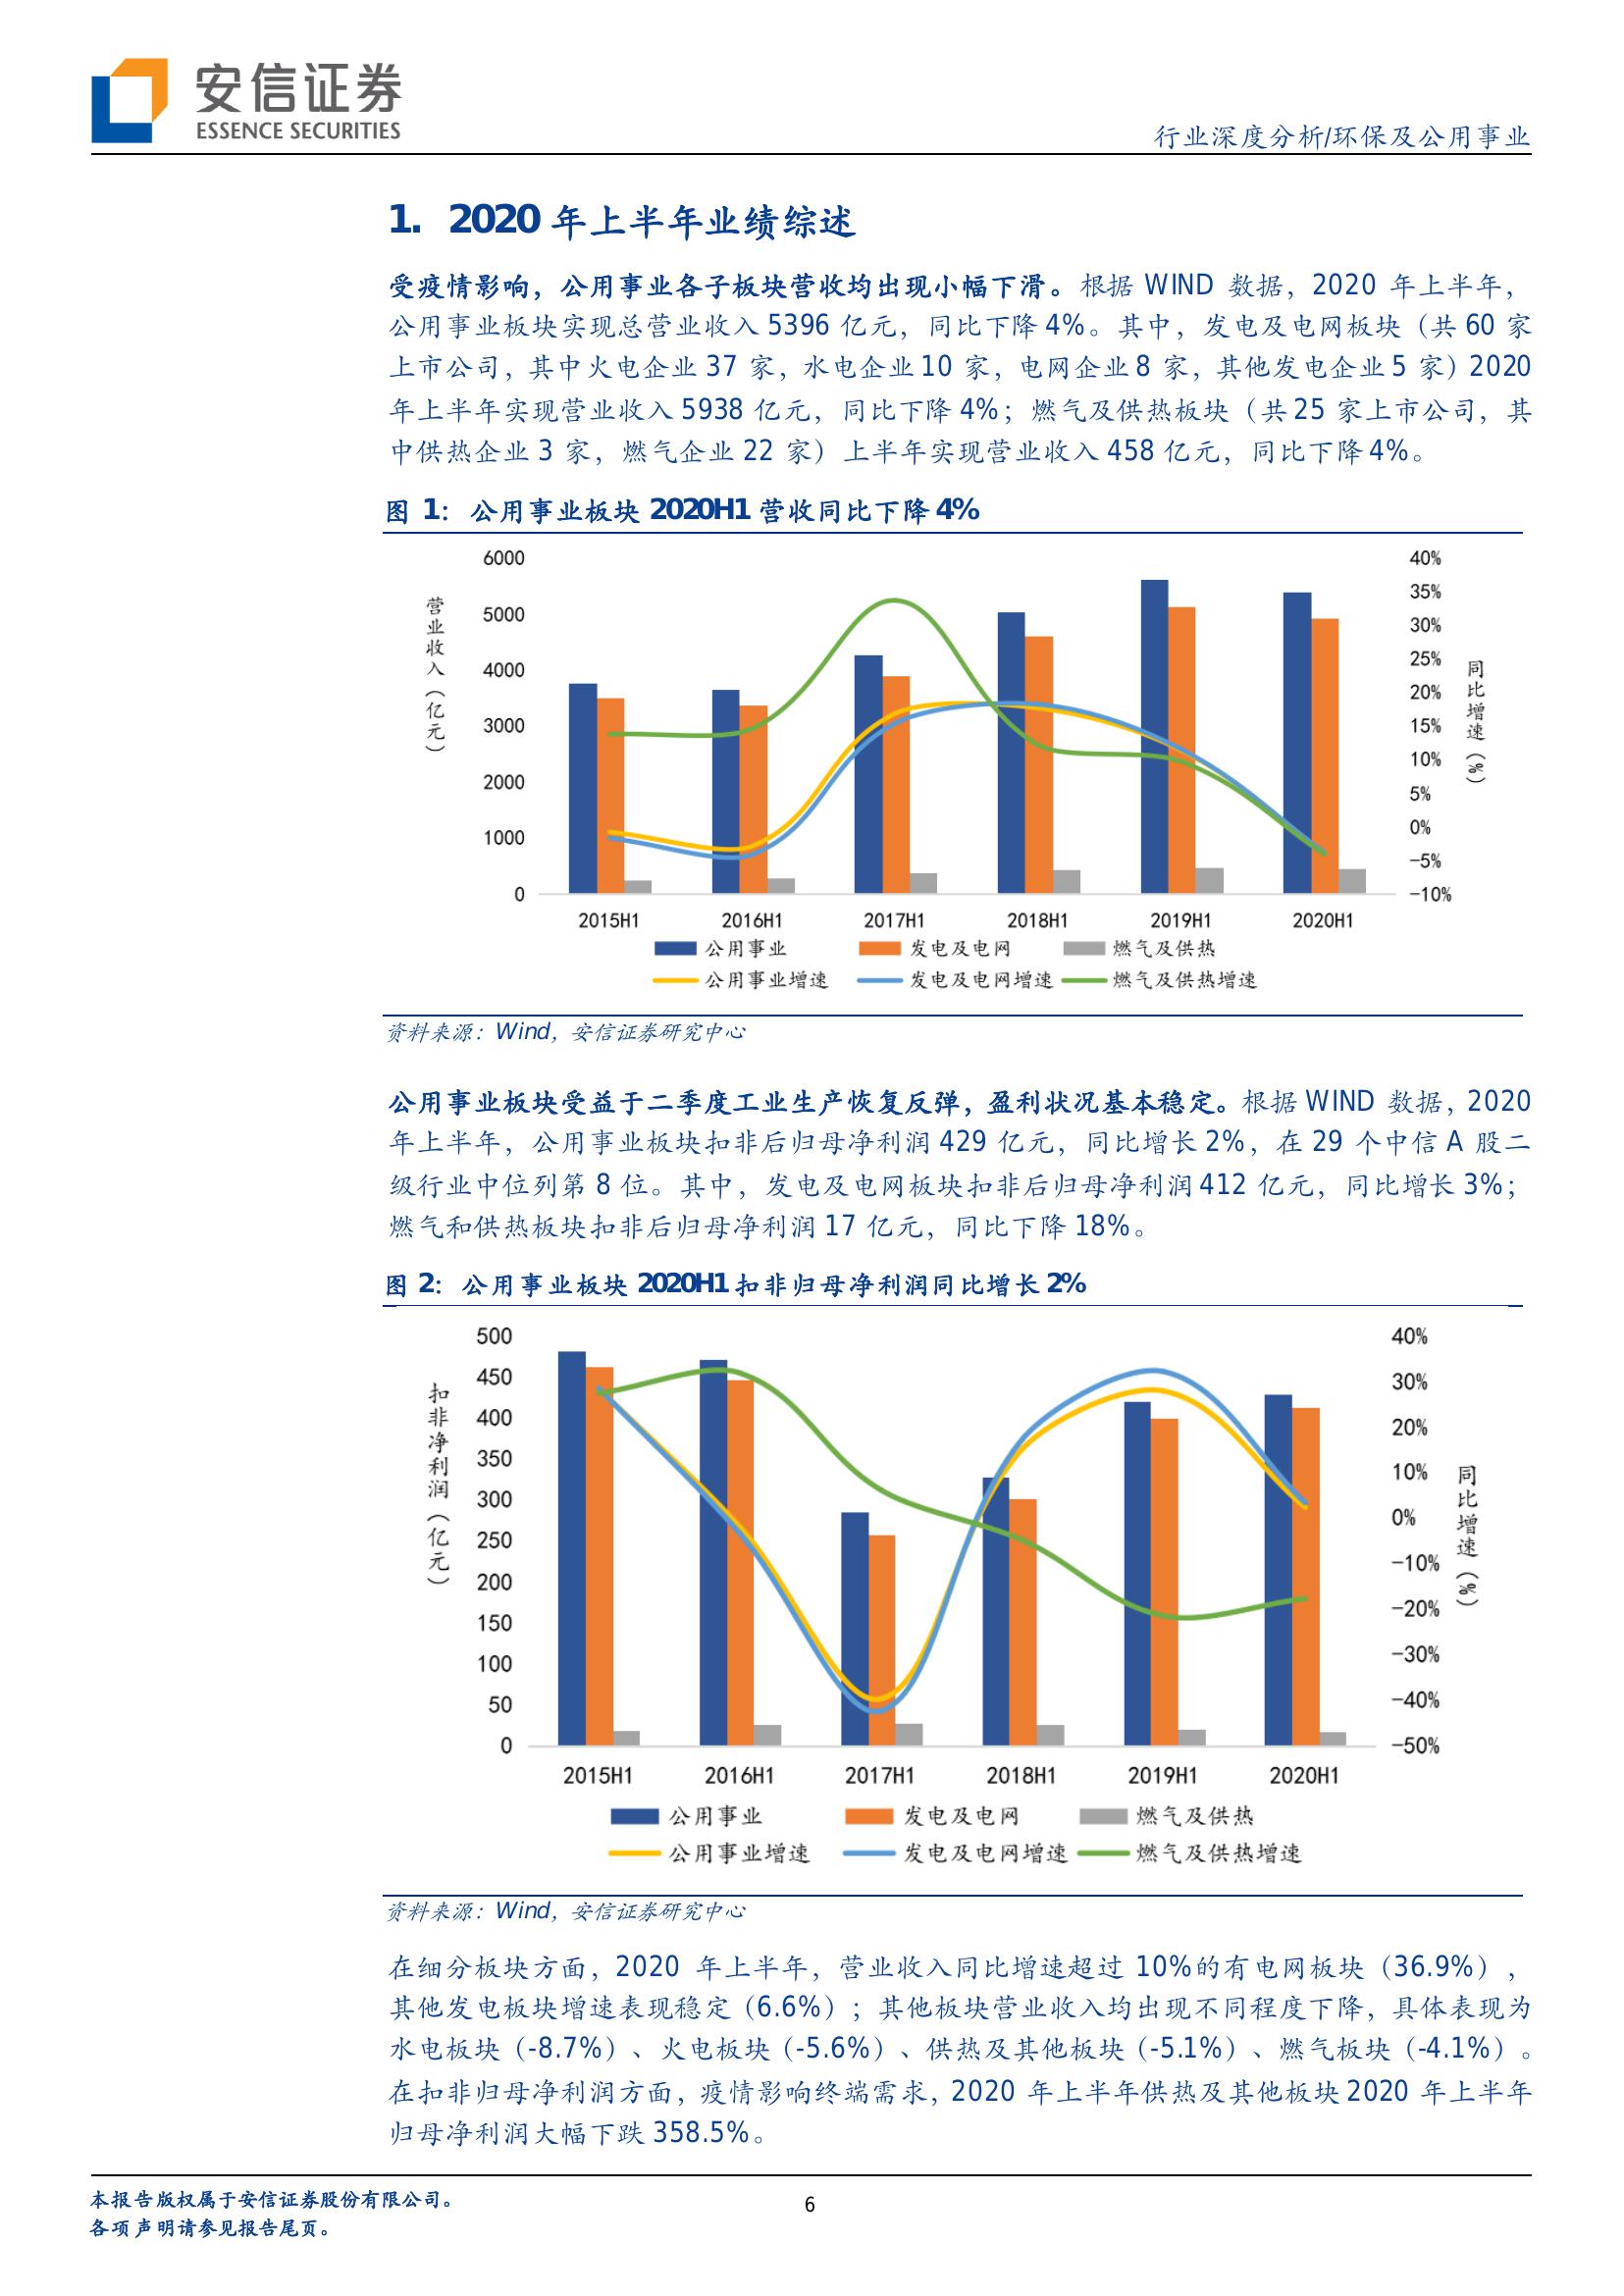 安信证券
ESSENCE SECURITIES
行业深度分析/环保及公用事业
1. 2020 年上半年业绩综述
受疫情影响，公用事业各子板块营收均出现小幅下滑。根据 WIND 数据，2020 年上半年，
公用事业板块实现总营业收入 5396 亿元，同比下降 4%。其中，发电及电网板块（共 60 家
上市公司，其中火电企业 37 家，水电企业 10 家，电网企业 8 家，其他发电企业 5 家）2020
年上半年实现营业收入 5938 亿元，同比下降 4%；燃气及供热板块（共 25 家上市公司，其
中供热企业 3 家，燃气企业 22 家）上半年实现营业收入 458 亿元，同比下降 4%。
图 1：公用事业板块 2020H1 营收同比下降 4%
营业收入（亿元）
6000
5000
4000
3000
2000
1000
0
40%
35%
30%
25%
20%
15%
10%
5%
0%
-5%
-10%
同比增速（%）
2015H1 2016H1 2017H1 2018H1 2019H1 2020H1
公用事业 发电及电网 燃气及供热
公用事业增速 发电及电网增速 燃气及供热增速
资料来源：Wind，安信证券研究中心
公用事业板块受益于二季度工业生产恢复反弹，盈利状况基本稳定。根据 WIND 数据，2020
年上半年，公用事业板块扣非后归母净利润 429 亿元，同比增长 2%，在 29 个中信 A 股二
级行业中位列第 8 位。其中，发电及电网板块扣非后归母净利润 412 亿元，同比增长 3%；
燃气和供热板块扣非后归母净利润 17 亿元，同比下降 18%。
图 2：公用事业板块 2020H1 扣非归母净利润同比增长 2%
扣非净利润（亿元）
500
450
400
350
300
250
200
150
100
50
0
40%
30%
20%
10%
0%
-10%
-20%
-30%
-40%
-50%
同比增速（%）
2015H1 2016H1 2017H1 2018H1 2019H1 2020H1
公用事业 发电及电网 燃气及供热
公用事业增速 发电及电网增速 燃气及供热增速
资料来源：Wind，安信证券研究中心
在细分板块方面，2020 年上半年，营业收入同比增速超过 10%的有电网板块（36.9%），
其他发电板块增速表现稳定（6.6%）；其他板块营业收入均出现不同程度下降，具体表现为
水电板块（-8.7%）、火电板块（-5.6%）、供热及其他板块（-5.1%）、燃气板块（-4.1%）。
在扣非归母净利润方面，疫情影响终端需求，2020 年上半年供热及其他板块 2020 年上半年
归母净利润大幅下跌 358.5%。
本报告版权属于安信证券股份有限公司。
各项声明请参见报告尾页。
6